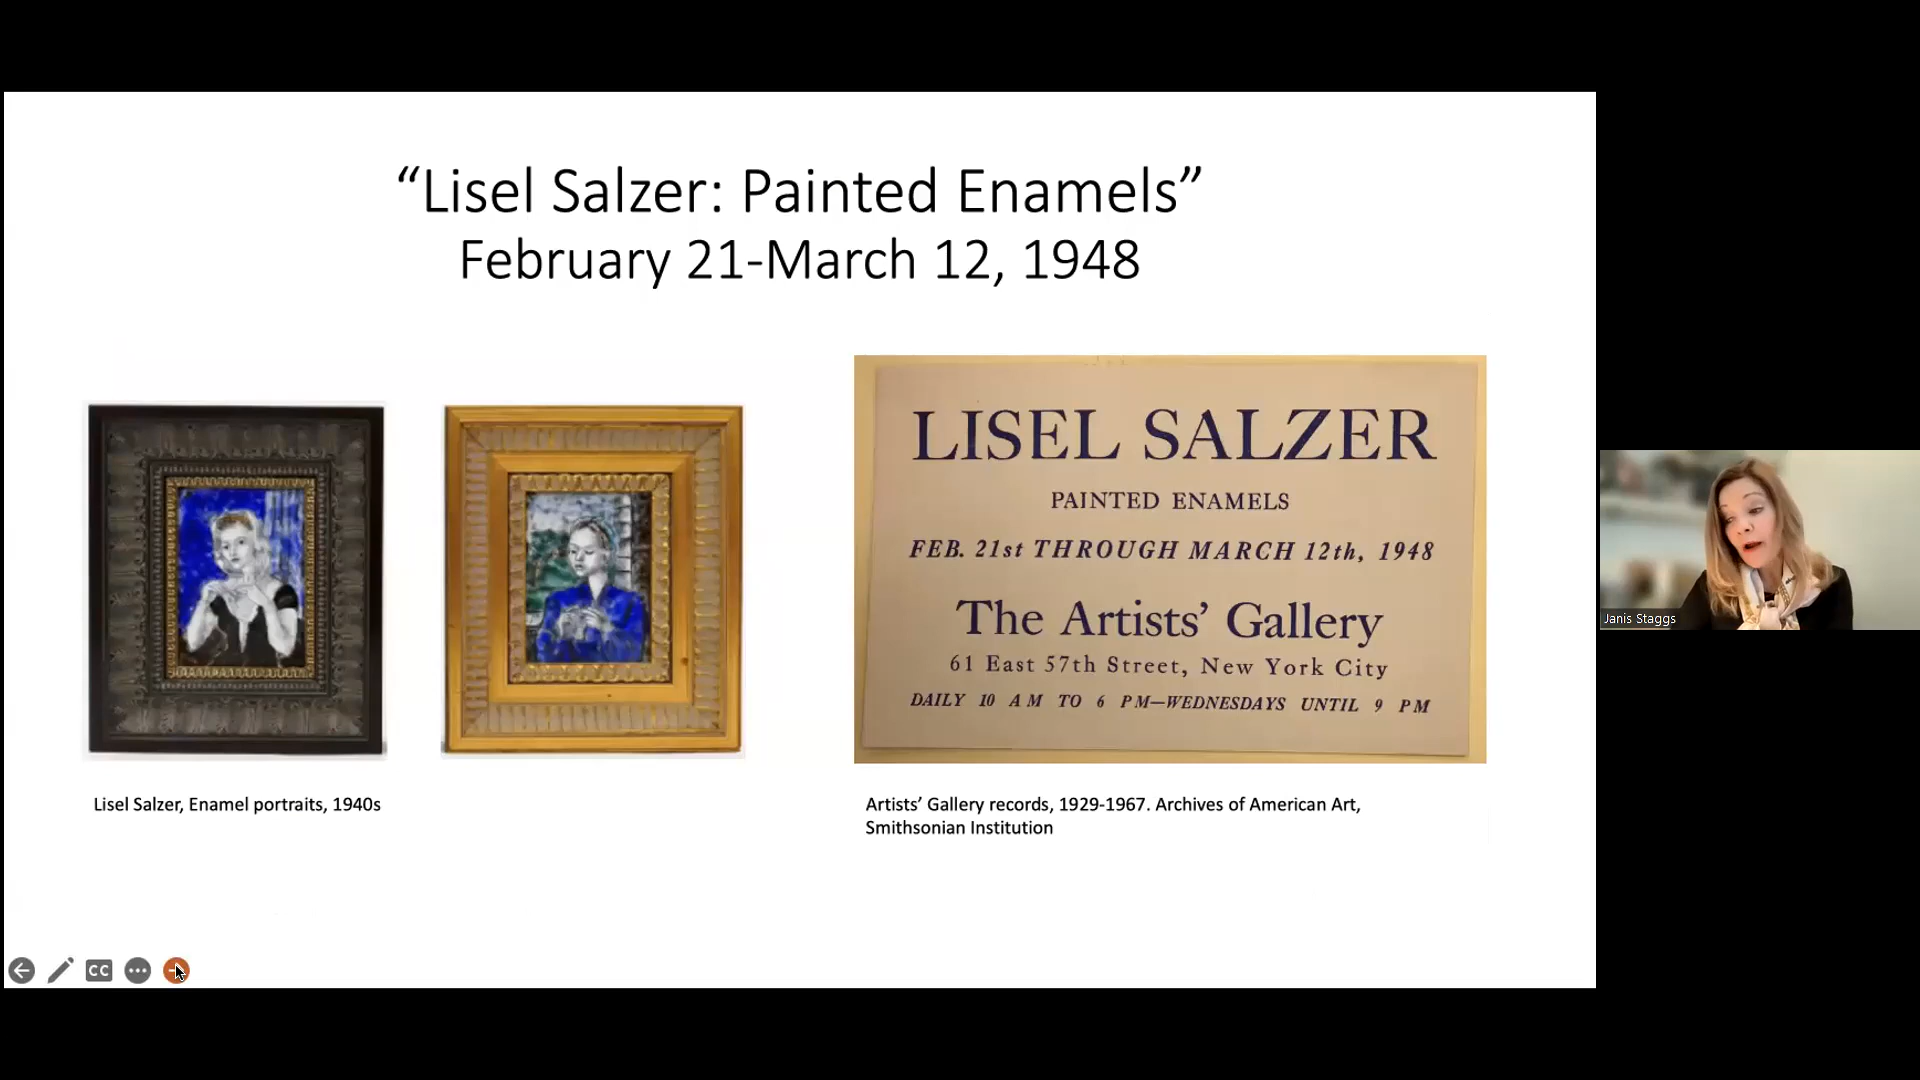 “Lisel Salzer: Painted Enamels”
February 21-March 12, 1948
LISEL SALZER
PAINTED ENAMELS
FEB. 21st THROUGH MARCH 12th, 1948
The Artists’ Gallery
61 East 57th Street, New York City
DAILY 10 AM TO 6 PM—WEDNESDAYS UNTIL 9 PM
Lisel Salzer, Enamel portraits, 1940s
Artists’ Gallery records, 1929-1967. Archives of American Art,
Smithsonian Institution
CC
Janis Staggs